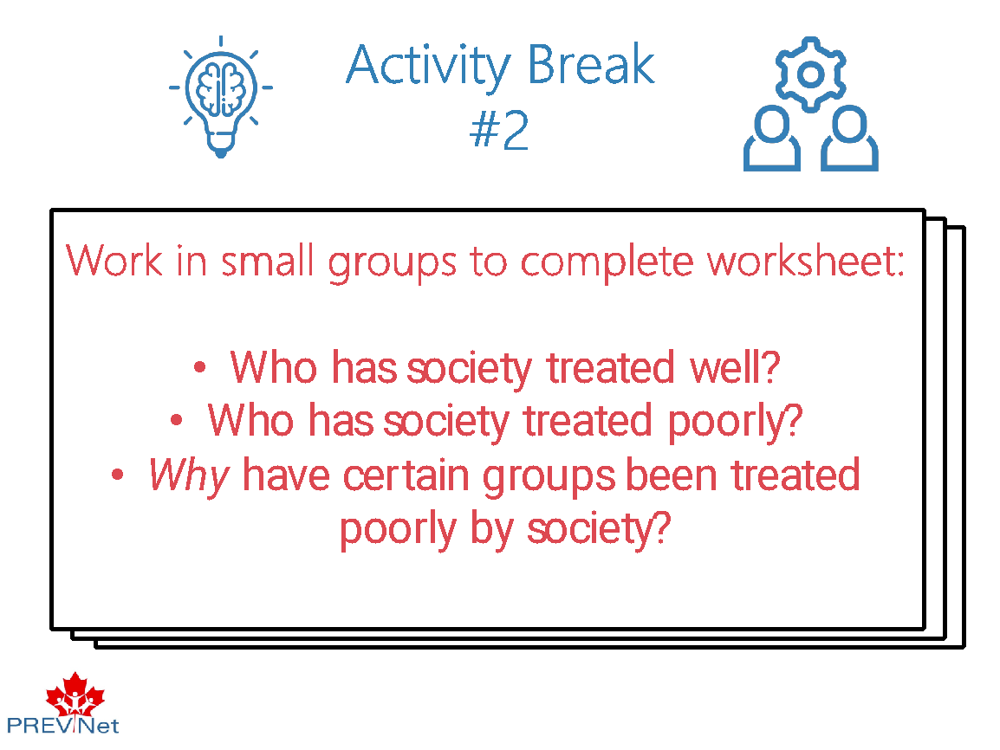 Activity Break
#2
Work in small groups to complete worksheet:
• Who has society treated well?
• Who has society treated poorly?
• Why have certain groups been treated
poorly by society?
PREVNet